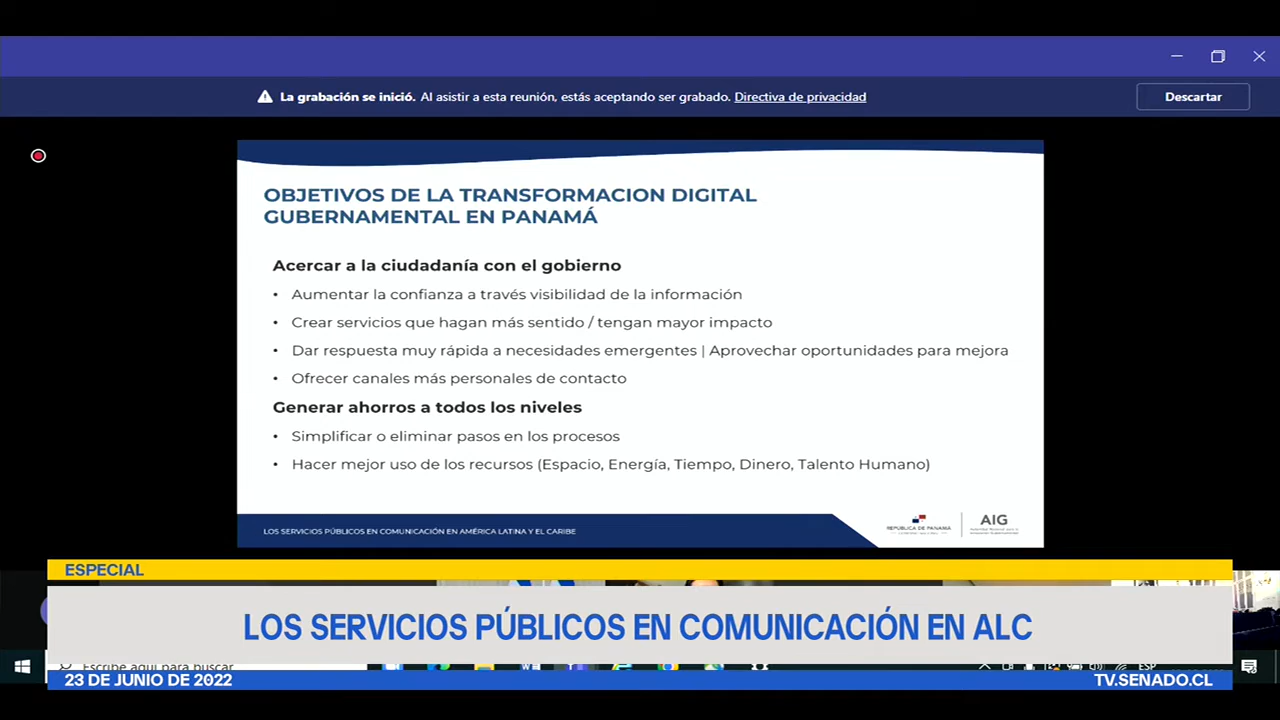 La grabación se inició. Al asistir a esta reunión, estás aceptando ser grabado. Directiva de privacidad
Descartar
OBJETIVOS DE LA TRANSFORMACION DIGITAL
GUBERNAMENTAL EN PANAMÁ
Acercar a la ciudadanía con el gobierno
• Aumentar la confianza a través visibilidad de la información
• Crear servicios que hagan más sentido / tengan mayor impacto
• Dar respuesta muy rápida a necesidades emergentes | Aprovechar oportunidades para mejora
• Ofrecer canales más personales de contacto
Generar ahorros a todos los niveles
• Simplificar o eliminar pasos en los procesos
• Hacer mejor uso de los recursos (Espacio, Energía, Tiempo, Dinero, Talento Humano)
LOS SERVICIOS PÚBLICOS EN COMUNICACIÓN EN AMÉRICA LATINA Y EL CARIBE
REPÚBLICA DE PANAMÁ
AIG
ESPECIAL
LOS SERVICIOS PÚBLICOS EN COMUNICACIÓN EN ALC
Escribe aquí para buscar
ESP
23 DE JUNIO DE 2022
TV.SENADO.CL